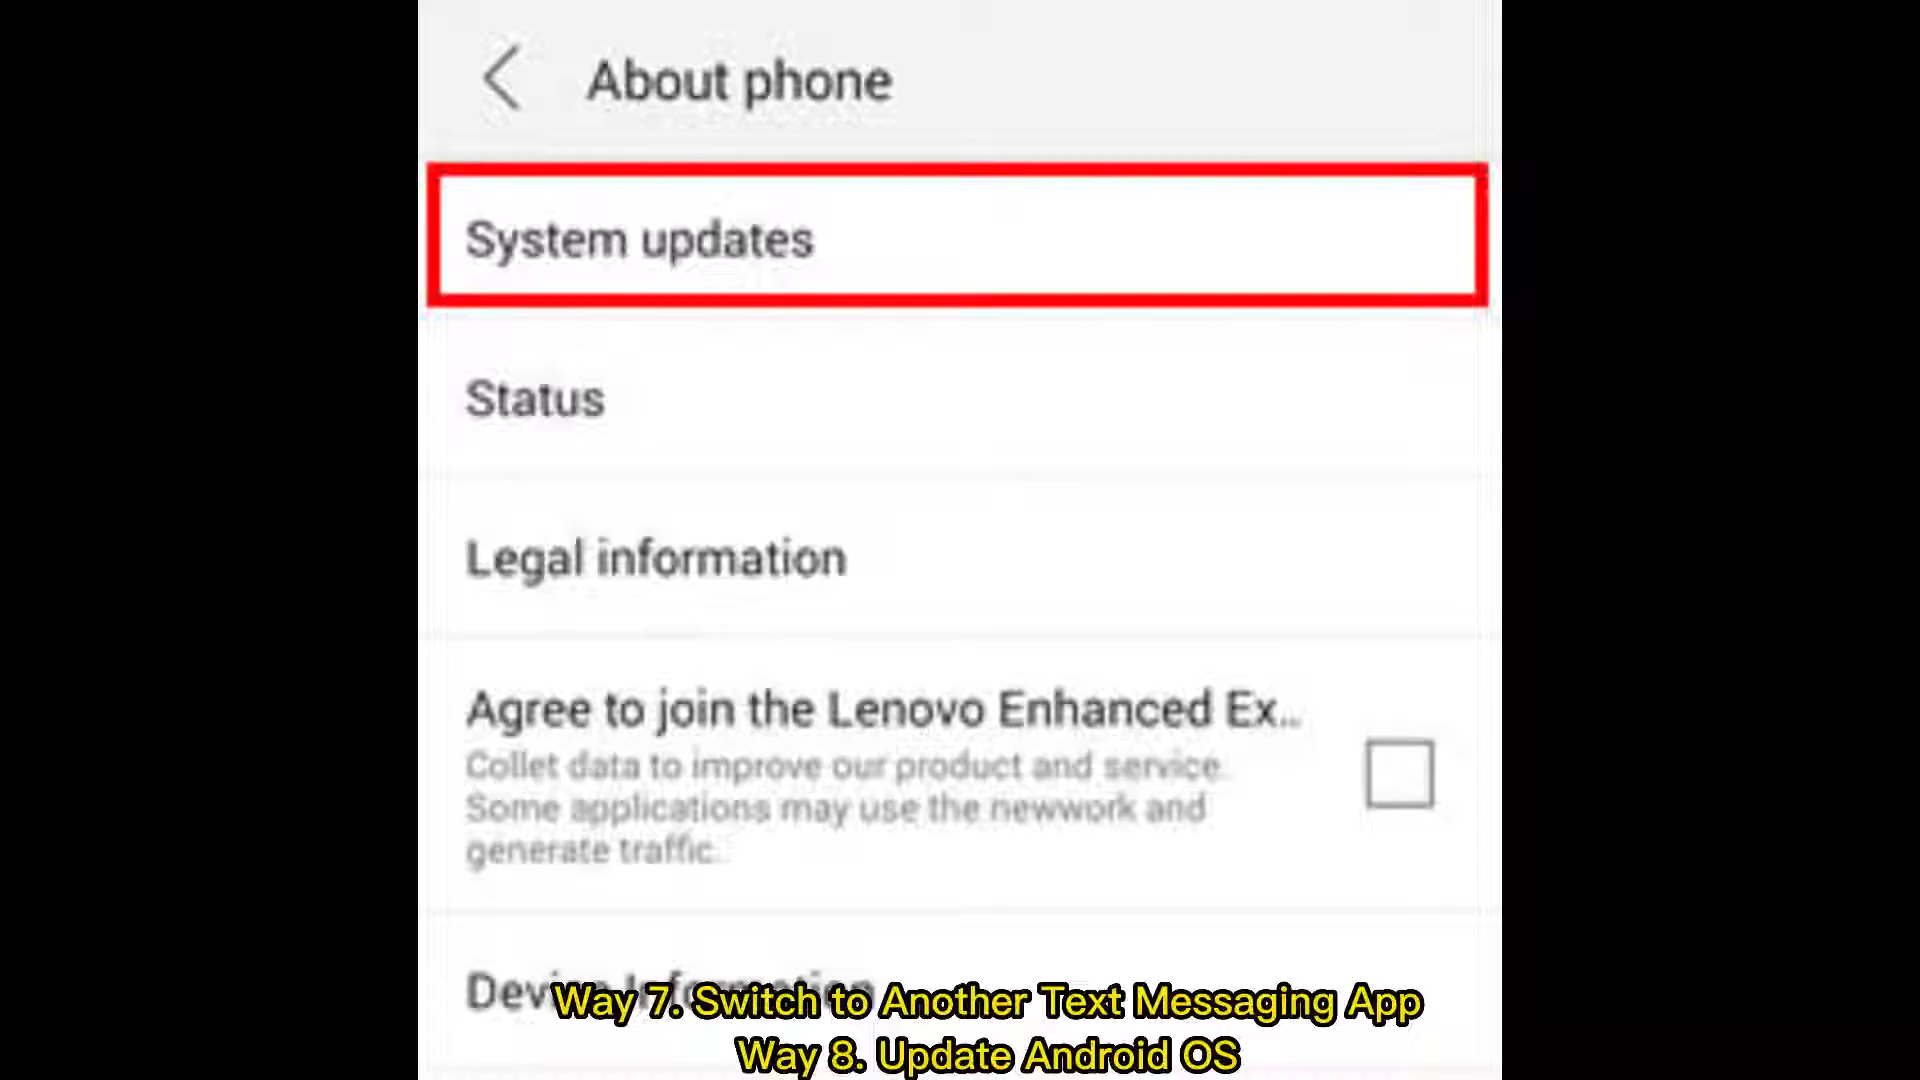 About phone
System updates
Status
Legal information
Agree to join the Lenovo Enhanced Ex...
Collet data to improve our product and service.
Some applications may use the newwork and
generate traffic.
Device Information
Way 7. Switch to Another Text Messaging App
Way 8. Update Android OS